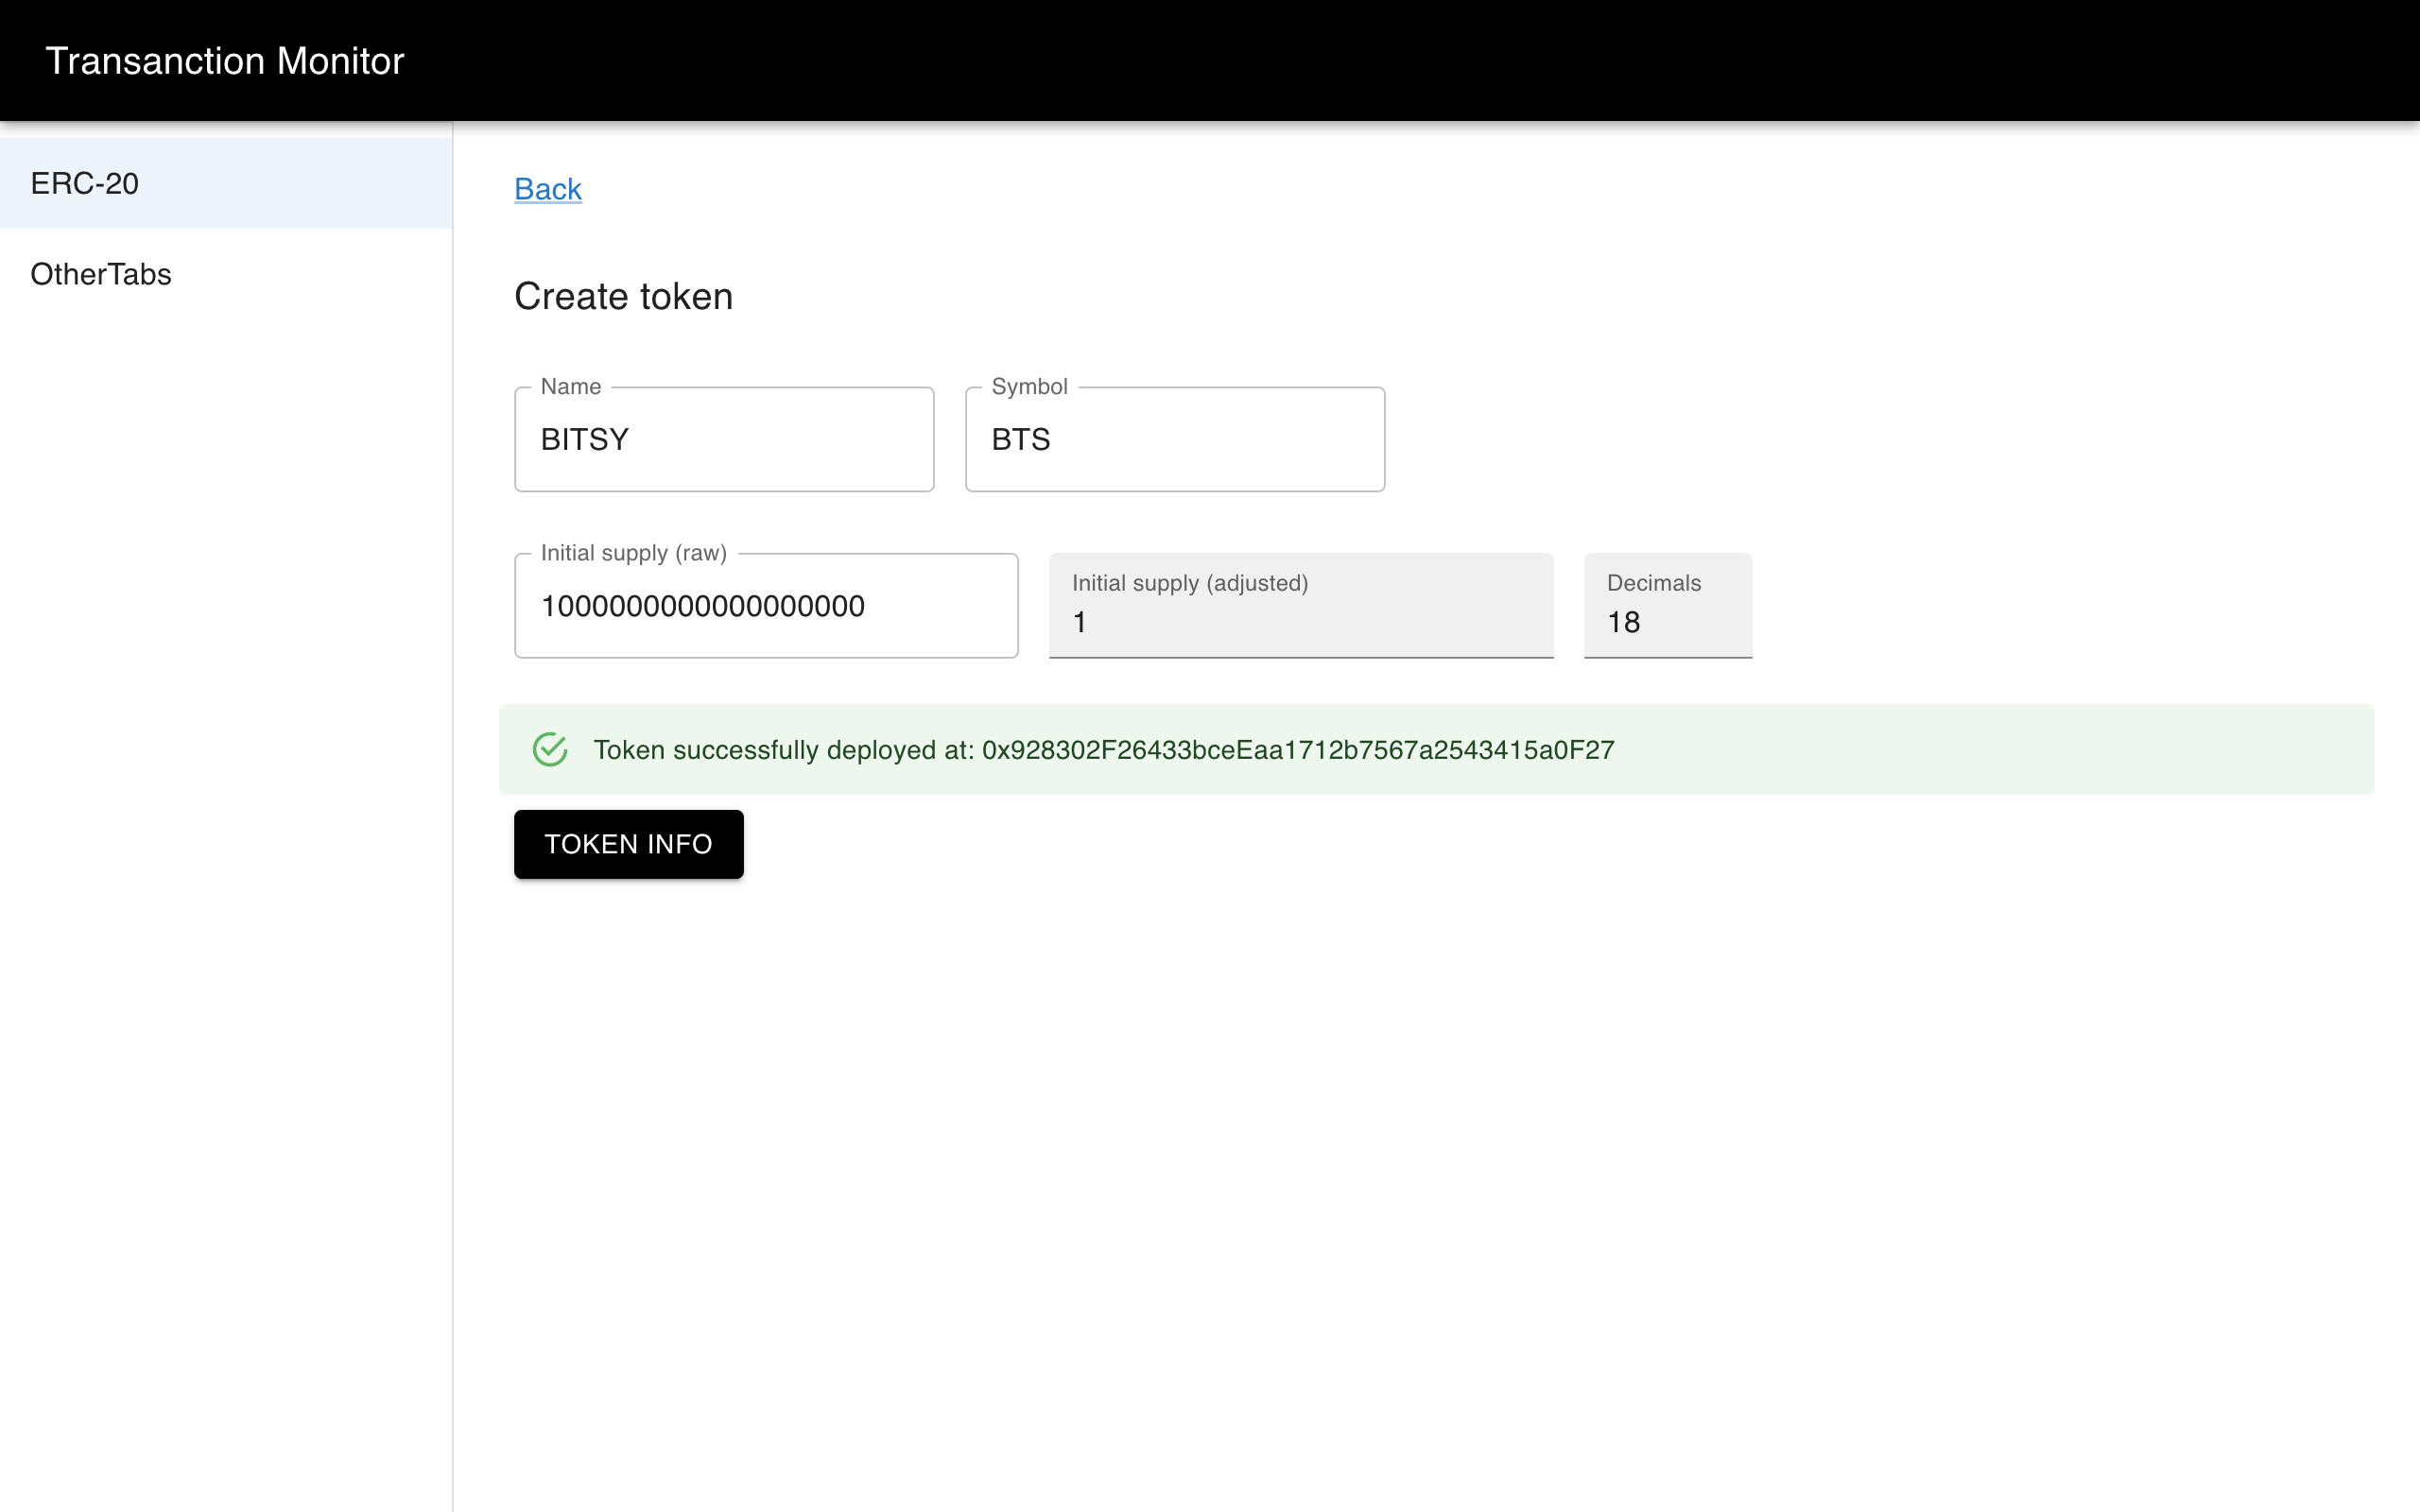 Transanction Monitor
ERC-20
OtherTabs
Back
Create token
Name
BITSY
Symbol
BTS
Initial supply (raw)
1000000000000000000
Initial supply (adjusted)
1
Decimals
18
Token successfully deployed at: 0x928302F26433bceEaa1712b7567a2543415a0F27
TOKEN INFO